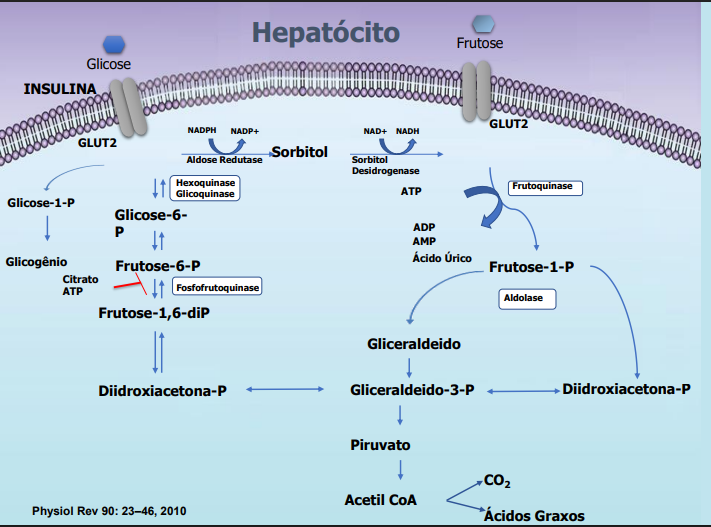 Hepatócito
Glicose
Frutose
INSULINA
GLUT2
GLUT2
NADPH
NADP+
Aldose Redutase
Sorbitol
NAD+
NADH
Sorbitol
Desidrogenase
Glicose-1-P
Glicogênio
Hexoquinase
Glicoquinase
Glicose-6-
P
Frutose-6-P
Citrato
ATP
Fosfofrutoquinase
Frutose-1,6-diP
Diidroxiacetona-P
ATP
Frutoquinase
ADP
AMP
Ácido Úrico
Frutose-1-P
Aldolase
Gliceraldeido
Gliceraldeido-3-P
Diidroxiacetona-P
Piruvato
Acetil CoA
CO₂
Ácidos Graxos
Physiol Rev 90: 23–46, 2010